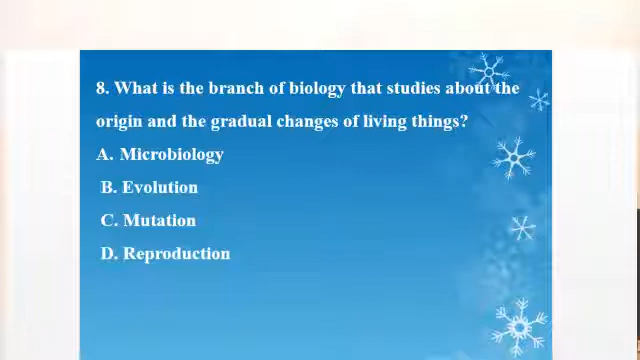 8. What is the branch of biology that studies about the
origin and the gradual changes of living things?
A. Microbiology
B. Evolution
C. Mutation
D. Reproduction